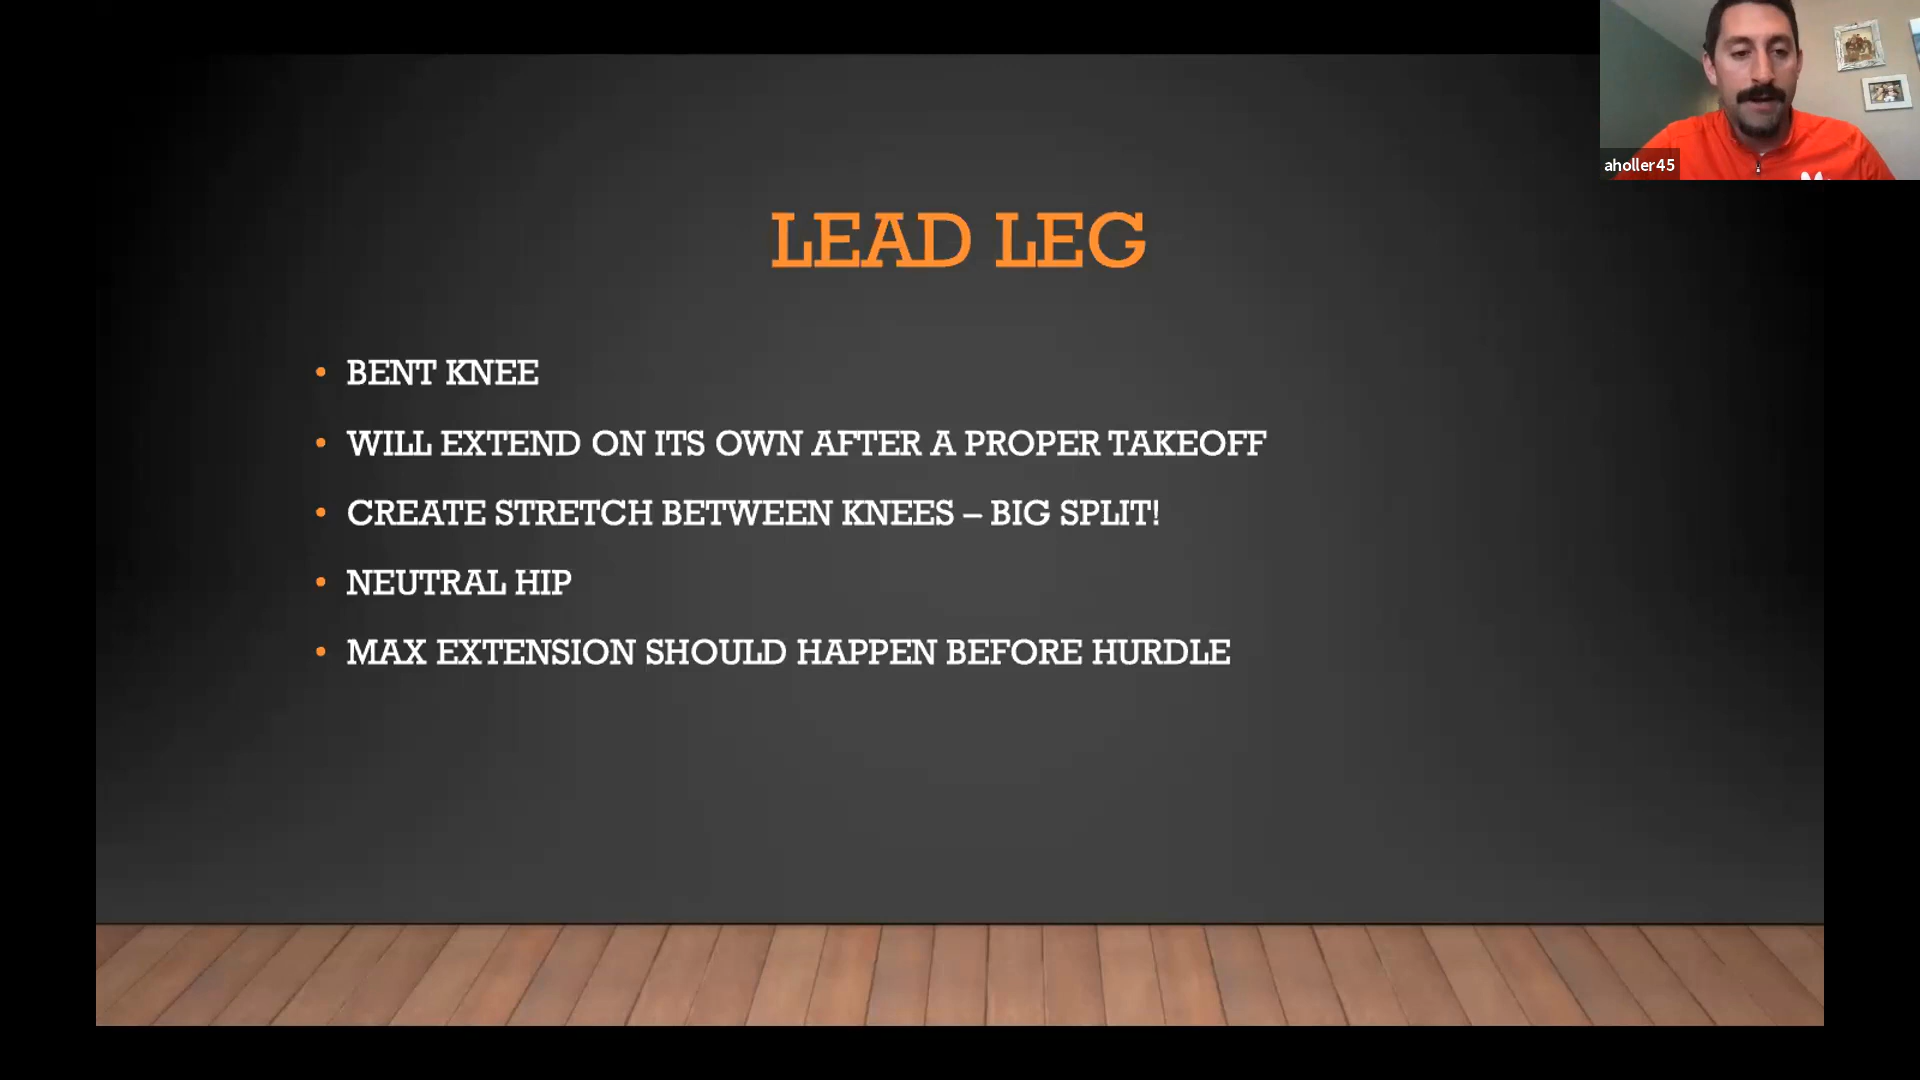 aholler45
LEAD LEG
• BENT KNEE
• WILL EXTEND ON ITS OWN AFTER A PROPER TAKEOFF
• CREATE STRETCH BETWEEN KNEES – BIG SPLIT!
• NEUTRAL HIP
• MAX EXTENSION SHOULD HAPPEN BEFORE HURDLE